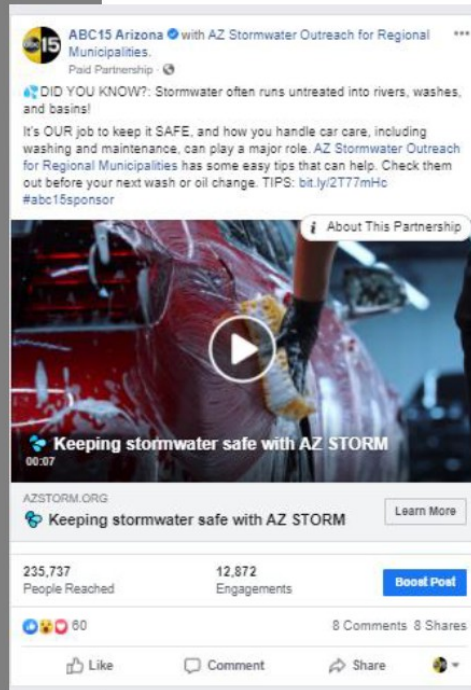 ABC15 Arizona with AZ Stormwater Outreach for Regional
Municipalities.
Paid Partnership ·
DID YOU KNOW?: Stormwater often runs untreated into rivers, washes,
and basins!
It's OUR job to keep it SAFE, and how you handle car care, including
washing and maintenance, can play a major role. AZ Stormwater Outreach
for Regional Municipalities has some easy tips that can help. Check them
out before your next wash or oil change. TIPS: bit.ly/2T77mHc
#abc15sponsor
i About This Partnership
Keeping stormwater safe with AZ STORM
00:07
AZSTORM.ORG
Keeping stormwater safe with AZ STORM
Learn More
235,737 12,872
People Reached Engagements
Boost Post
60 8 Comments 8 Shares
Like Comment Share